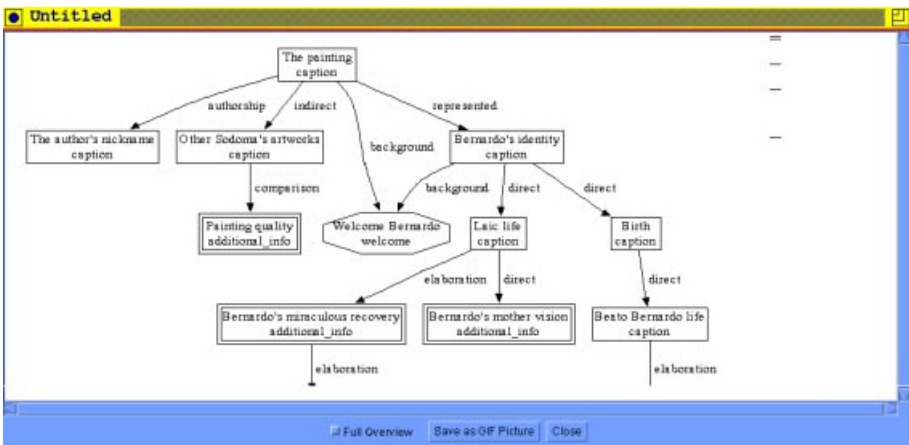 Untitled
The painting
caption
authorship
indirect
represented
The author's nickname
caption
Other Sodoma's artworks
caption
background
Bernardo's identity
caption
comparison
background
direct
direct
Painting quality
additional_info
Welcome Bernardo
welcome
Laic life
caption
Birth
caption
elaboration
direct
direct
Bernardo's miraculous recovery
additional_info
Bernardo's mother vision
additional_info
Beato Bernardo life
caption
elaboration
elaboration
Full Overview
Save as GIF Picture
Close